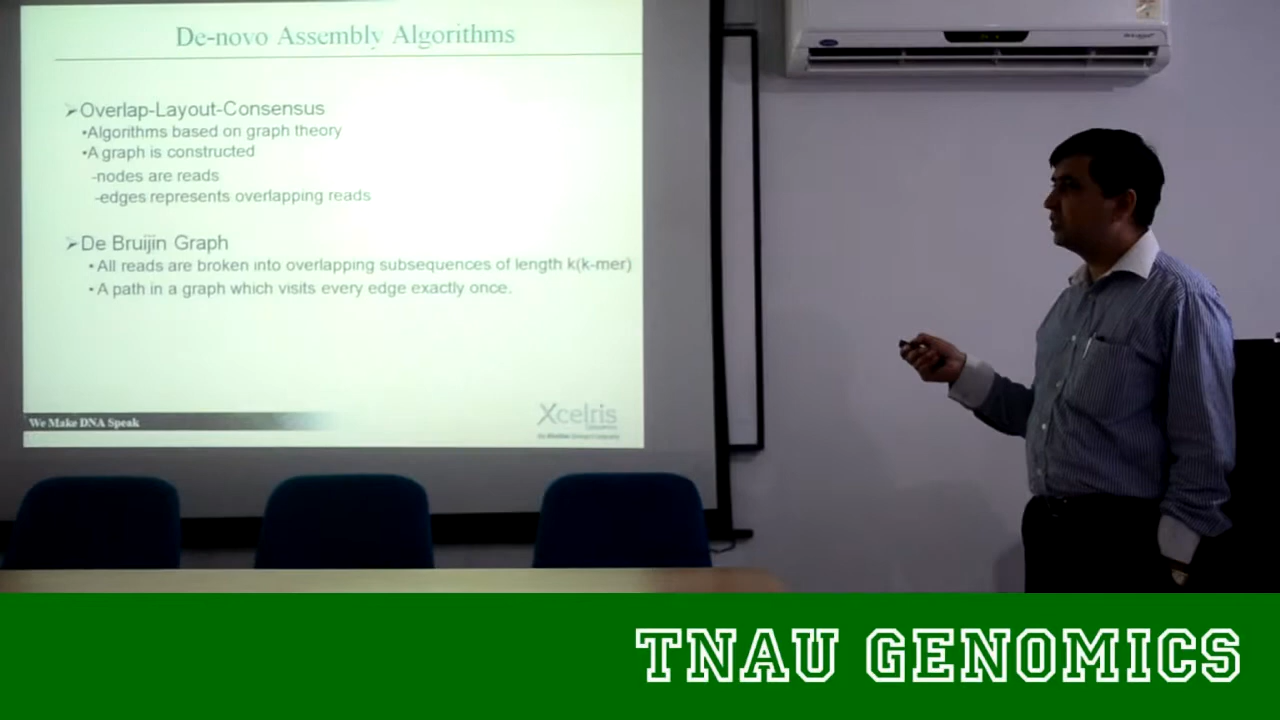 De-novo Assembly Algorithms
➤Overlap-Layout-Consensus
•Algorithms based on graph theory
•A graph is constructed
-nodes are reads
-edges represents overlapping reads
➤De Bruijin Graph
•All reads are broken into overlapping subsequences of length k(k-mer)
•A path in a graph which visits every edge exactly once.
We Make DNA Speak
Xcelris
TNAU GENOMICS